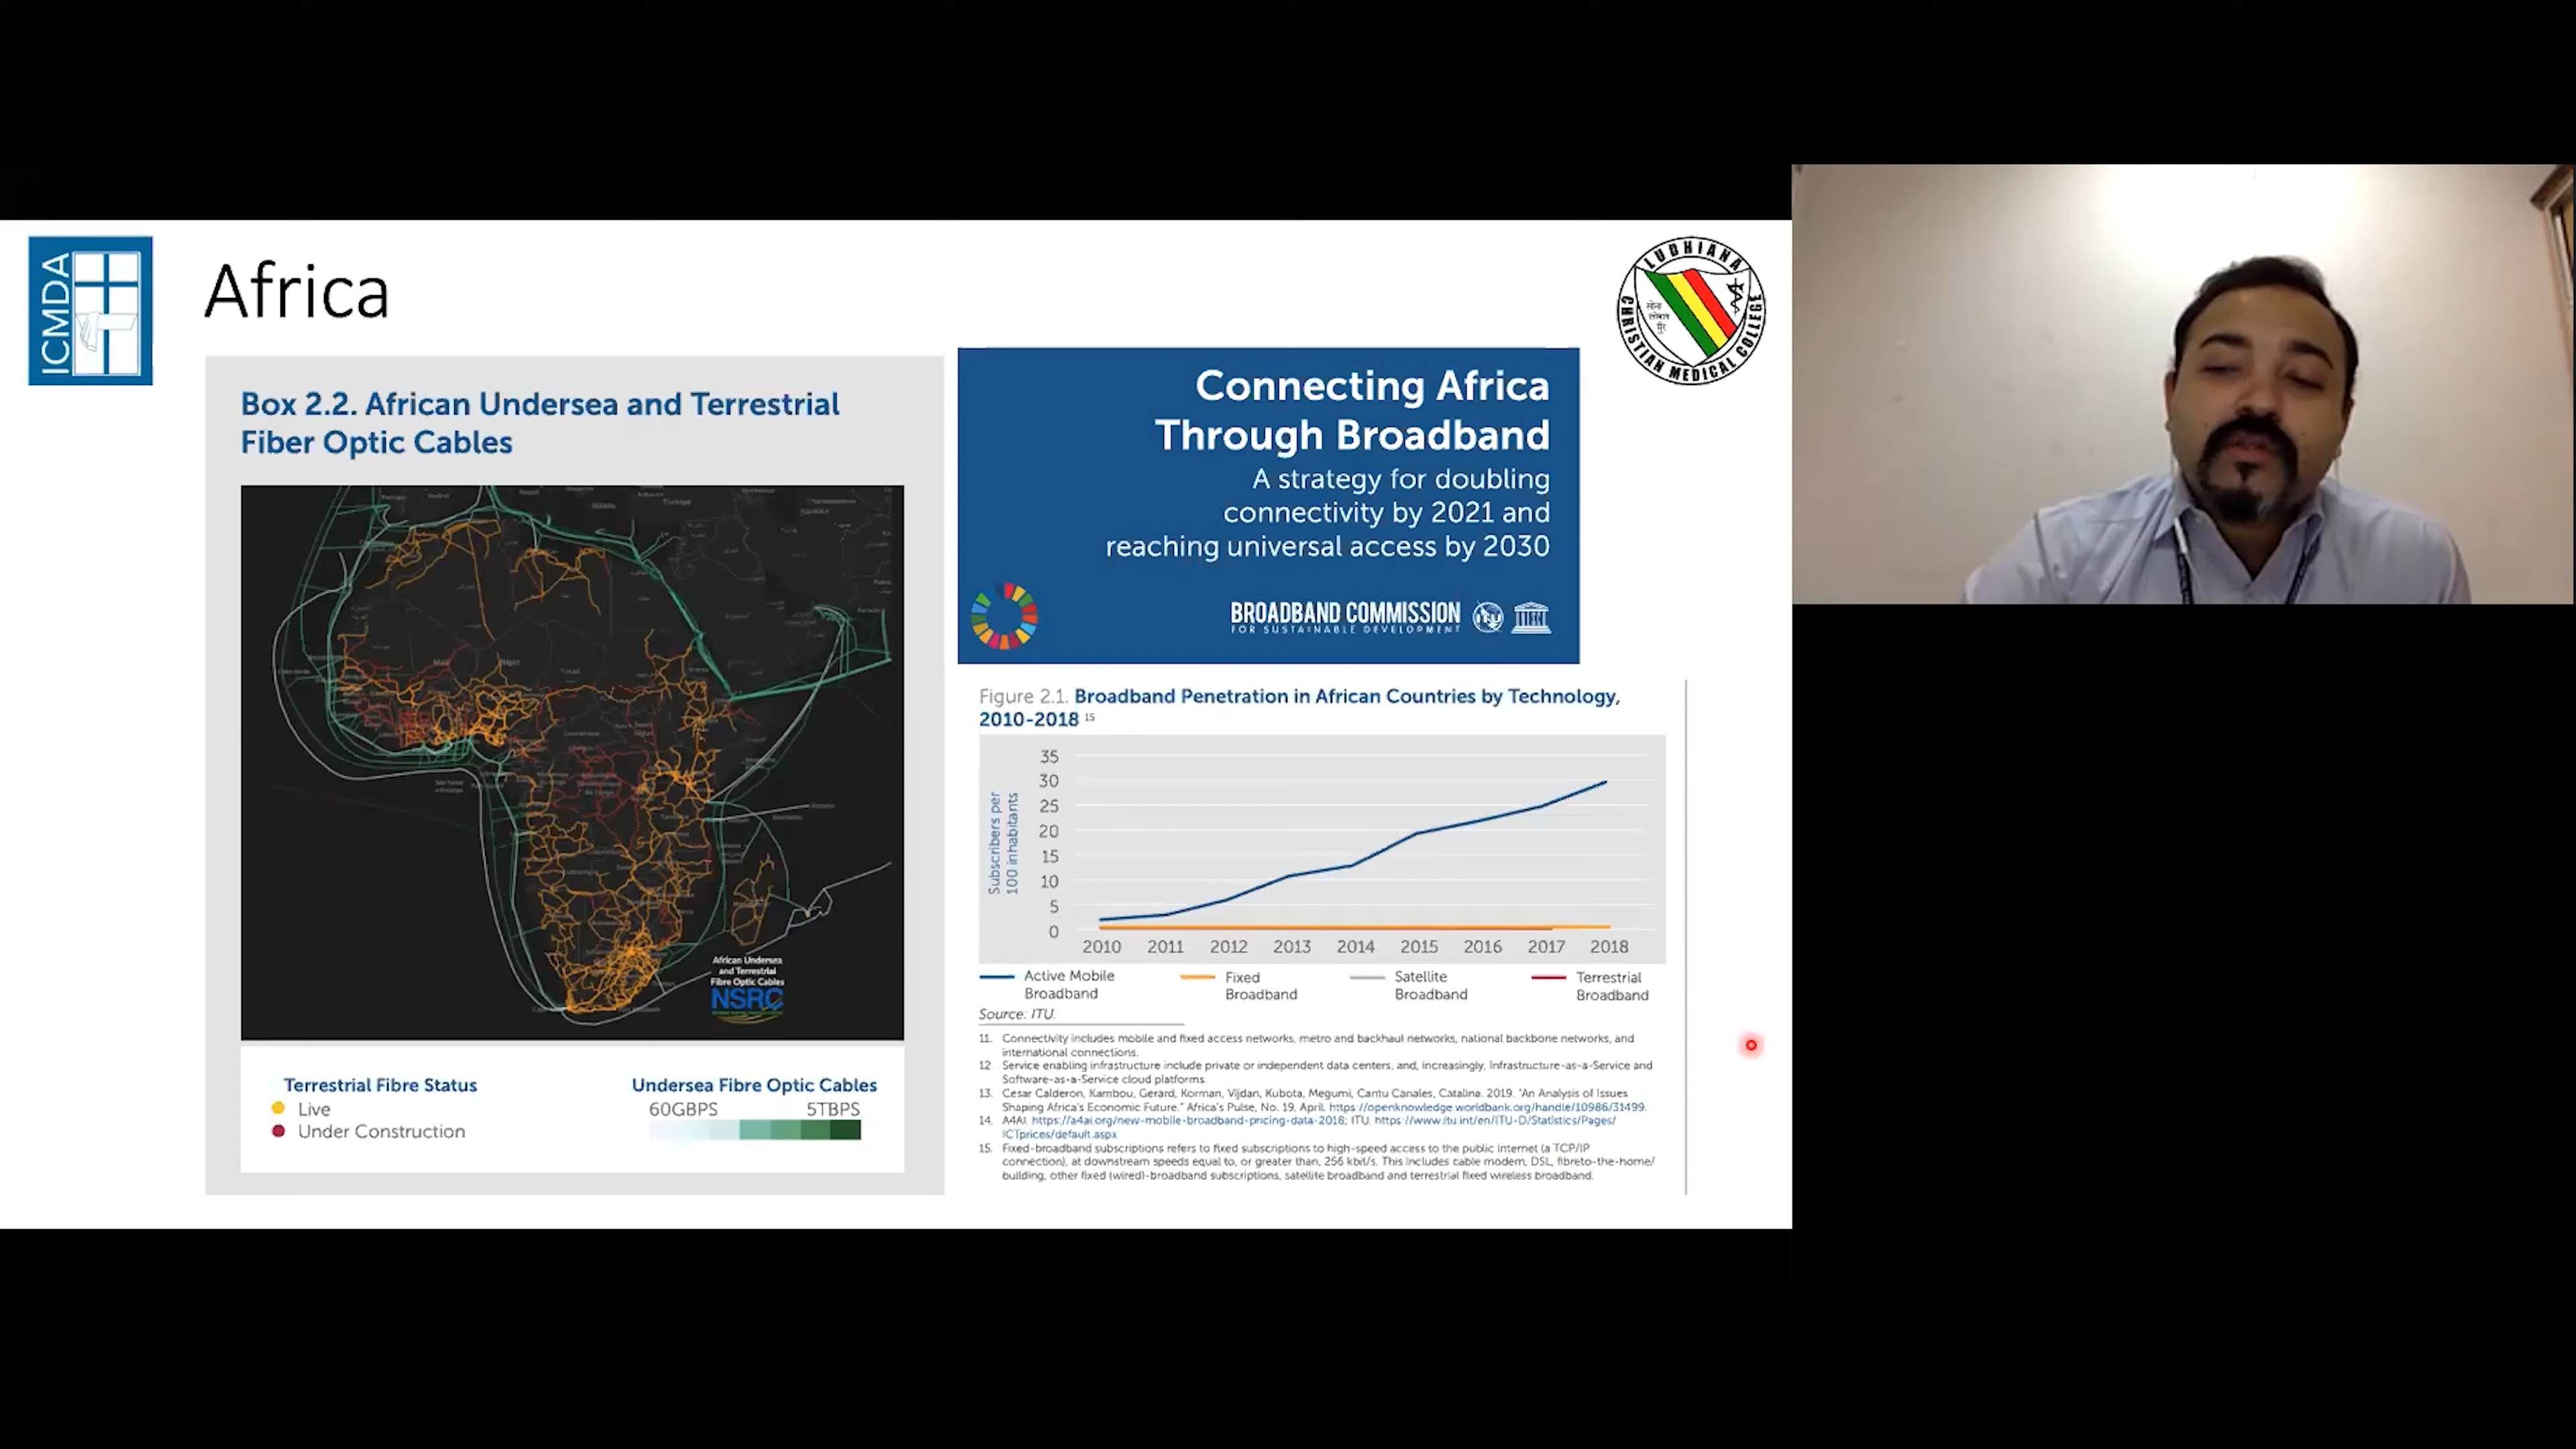 ICMDA
Africa
LUDHIANA
CHRISTIAN MEDICAL COLLEGE
Box 2.2. African Undersea and Terrestrial
Fiber Optic Cables
African Undersea
and Terrestrial
Fibre Optic Cables
NSRC
Terrestrial Fibre Status
Live
Under Construction
Undersea Fibre Optic Cables
60GBPS 5TBPS
Connecting Africa
Through Broadband
A strategy for doubling
connectivity by 2021 and
reaching universal access by 2030
BROADBAND COMMISSION
FOR SUSTAINABLE DEVELOPMENT
Figure 2.1. Broadband Penetration in African Countries by Technology,
2010-2018 15
Subscribers per
100 inhabitants
35
30
25
20
15
10
5
0
2010 2011 2012 2013 2014 2015 2016 2017 2018
Active Mobile
Broadband
Fixed
Broadband
Satellite
Broadband
Terrestrial
Broadband
Source: ITU.
11. Connectivity includes mobile and fixed access networks, metro and backhaul networks, national backbone networks, and
international connections.
12 Service enabling infrastructure include private or independent data centers, and, increasingly, Infrastructure-as-a-Service and
Software-as-a-Service cloud platforms.
13. Cesar Calderon, Kambou, Gerard, Korman, Vijdan, Kubota, Megumi, Cantu Canales, Catalina. 2019. "An Analysis of Issues
Shaping Africa's Economic Future." Africa's Pulse, No. 19, April. https://openknowledge.worldbank.org/handle/10986/31499.
14. A4AI. https://a4ai.org/new-mobile-broadband-pricing-data-2018; ITU. https://www.itu.int/en/ITU-D/Statistics/Pages/
ICTprices/default.aspx
15. Fixed-broadband subscriptions refers to fixed subscriptions to high-speed access to the public internet (a TCP/IP
connection), at downstream speeds equal to, or greater than, 256 kbit/s. This includes cable modem, DSL, fibreto-the-home/
building, other fixed (wired)-broadband subscriptions, satellite broadband and terrestrial fixed wireless broadband.